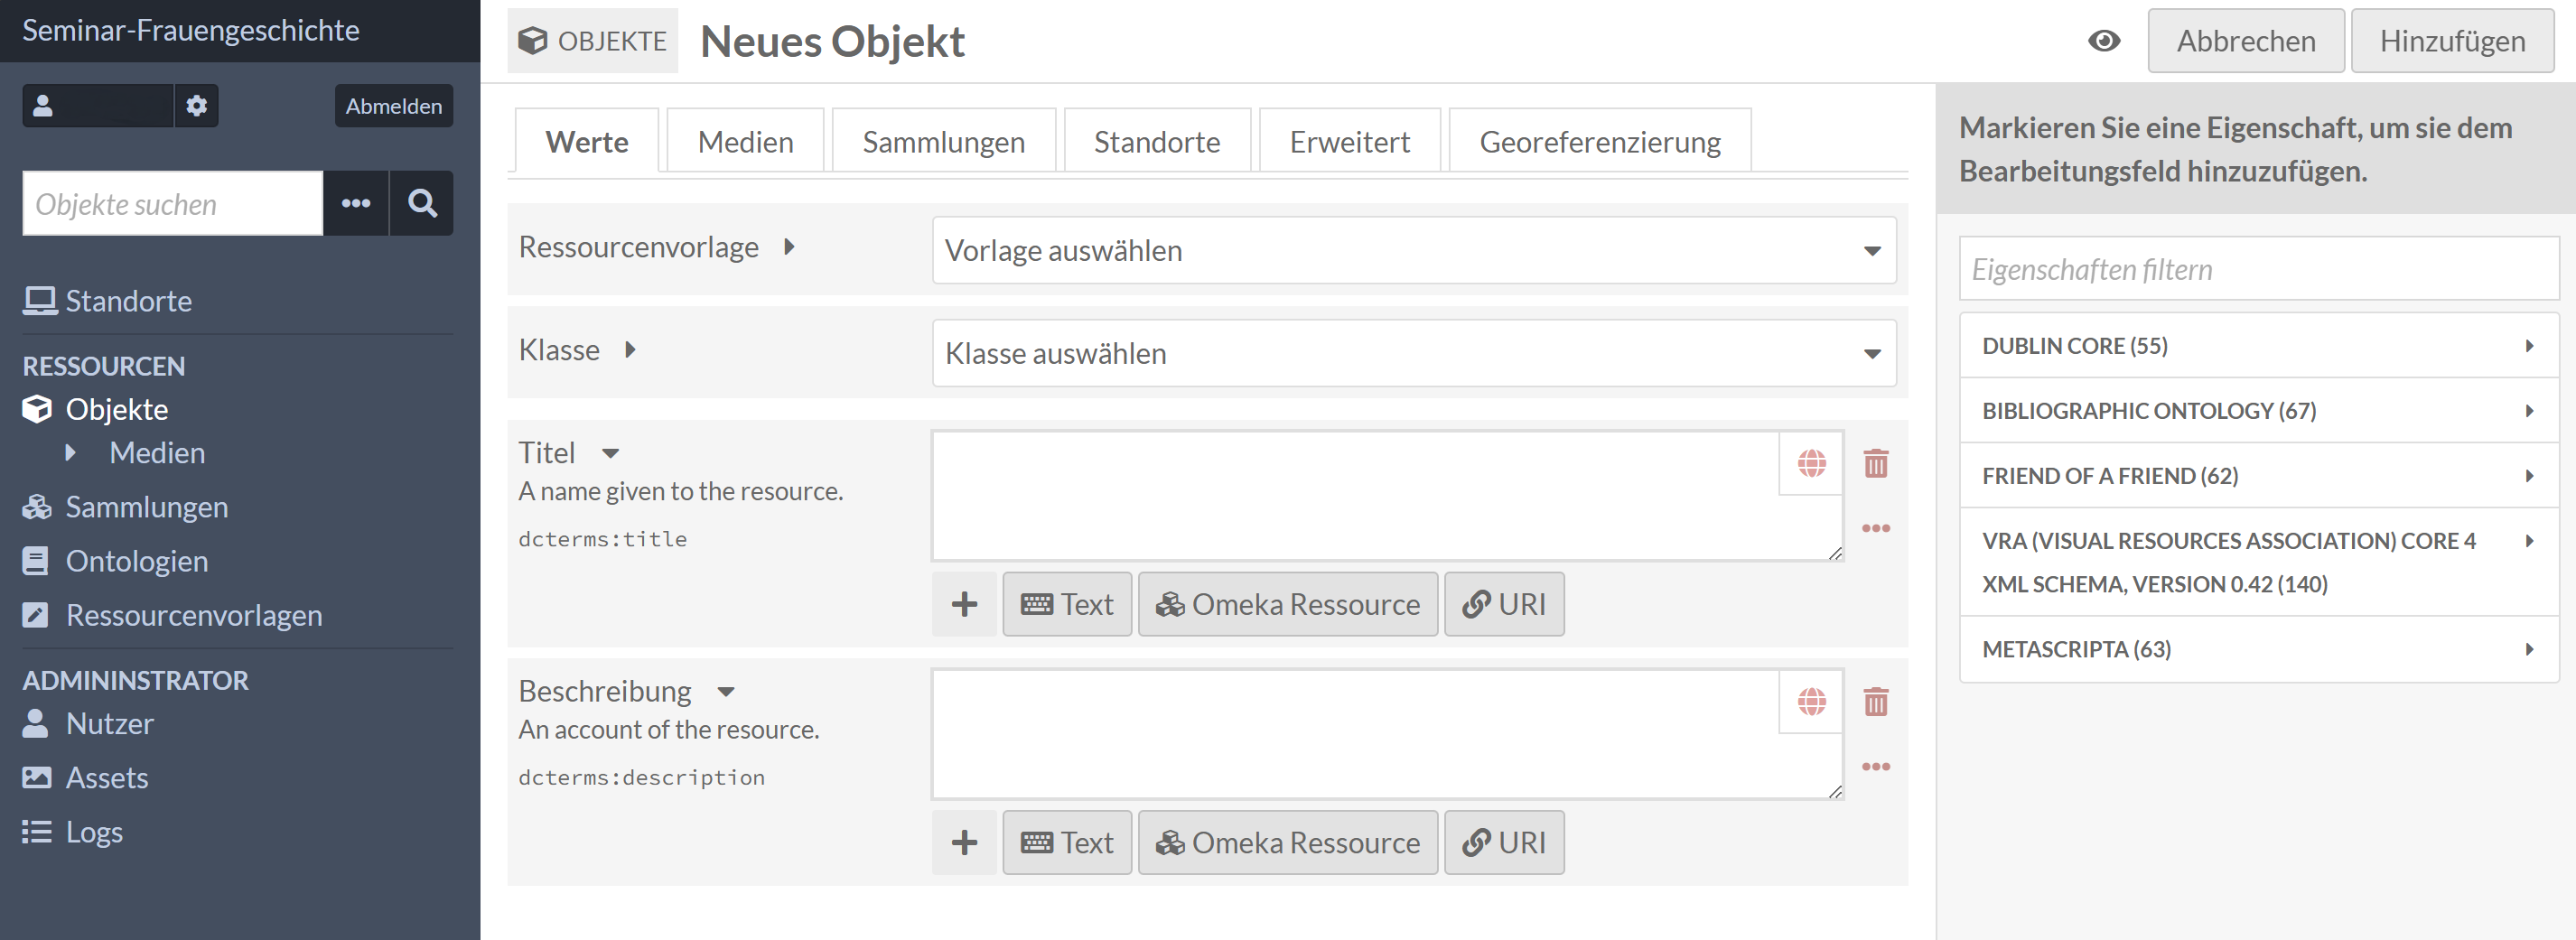 Seminar-Frauengeschichte
Abmelden
Objekte suchen
Standorte
RESSOURCEN
Objekte
Medien
Sammlungen
Ontologien
Ressourcenvorlagen
ADMININSTRATOR
Nutzer
Assets
Logs
OBJEKTE
Neues Objekt
Abbrechen
Hinzufügen
Werte
Medien
Sammlungen
Standorte
Erweitert
Georeferenzierung
Ressourcenvorlage
Vorlage auswählen
Klasse
Klasse auswählen
Titel
A name given to the resource.
dcterms:title
Text
Omeka Ressource
URI
Beschreibung
An account of the resource.
dcterms:description
Text
Omeka Ressource
URI
Markieren Sie eine Eigenschaft, um sie dem
Bearbeitungsfeld hinzuzufügen.
Eigenschaften filtern
DUBLIN CORE (55)
BIBLIOGRAPHIC ONTOLOGY (67)
FRIEND OF A FRIEND (62)
VRA (VISUAL RESOURCES ASSOCIATION) CORE 4
XML SCHEMA, VERSION 0.42 (140)
METASCRIPTA (63)